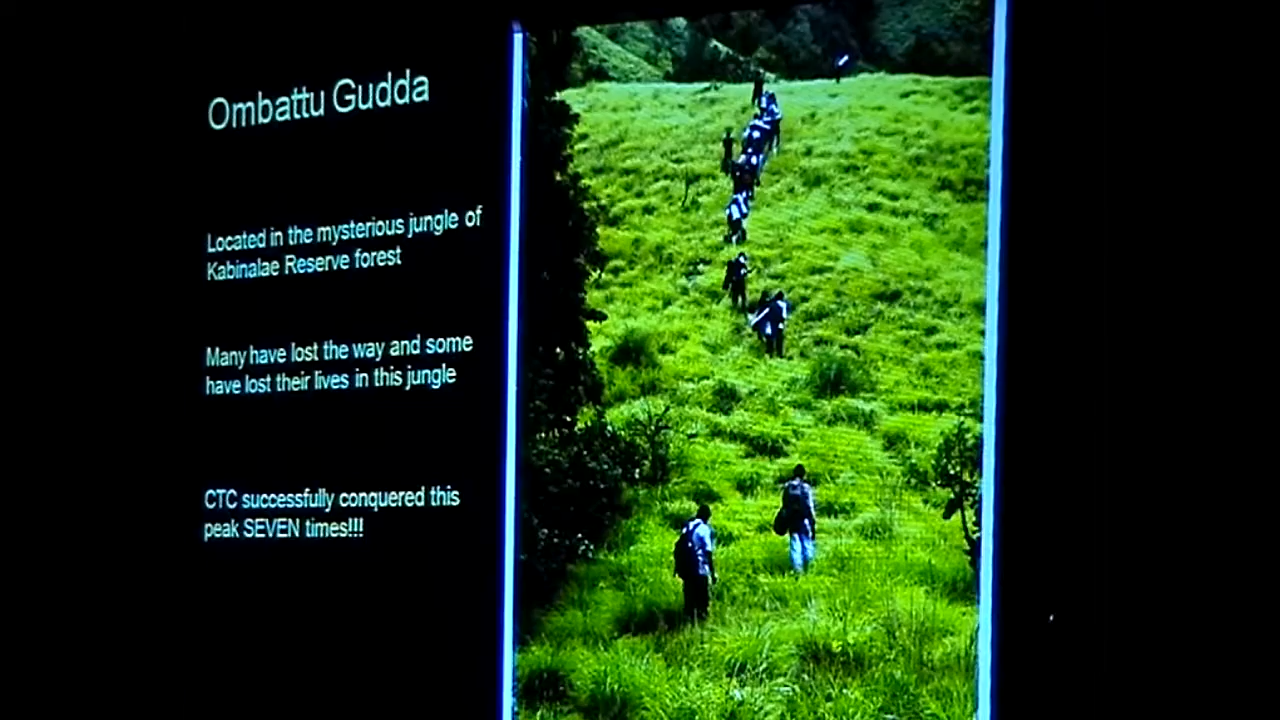 Ombattu Gudda
Located in the mysterious jungle of
Kabinalae Reserve forest
Many have lost the way and some
have lost their lives in this jungle
CTC successfully conquered this
peak SEVEN times!!!